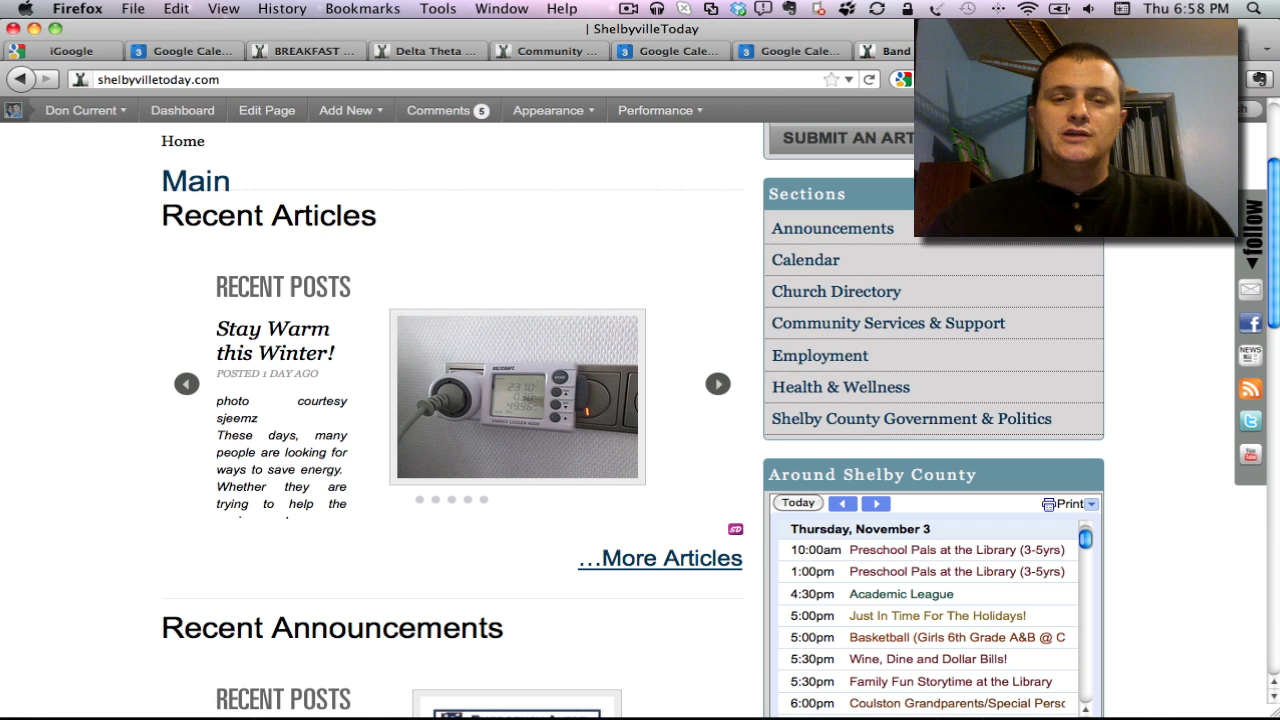 Firefox File Edit View History Bookmarks Tools Window Help Thu 6:58 PM
| ShelbyvilleToday
iGoogle Google Cale... BREAKFAST ... Delta Theta ... Community ... Google Cale... Google Cale... Band
shelbyvilletoday.com
Don Current Dashboard Edit Page Add New Comments 5 Appearance Performance
Home
Main
Recent Articles
RECENT POSTS
Stay Warm
this Winter!
POSTED 1 DAY AGO
photo courtesy
sjeemz
These days, many
people are looking for
ways to save energy.
Whether they are
trying to help the
...More Articles
Recent Announcements
RECENT POSTS
SUBMIT AN ART
Sections
Announcements
Calendar
Church Directory
Community Services & Support
Employment
Health & Wellness
Shelby County Government & Politics
Around Shelby County
Today Print
Thursday, November 3
10:00am Preschool Pals at the Library (3-5yrs)
1:00pm Preschool Pals at the Library (3-5yrs)
4:30pm Academic League
5:00pm Just In Time For The Holidays!
5:00pm Basketball (Girls 6th Grade A&B @ C
5:30pm Wine, Dine and Dollar Bills!
5:30pm Family Fun Storytime at the Library
6:00pm Coulston Grandparents/Special Perso
follow
NEWS